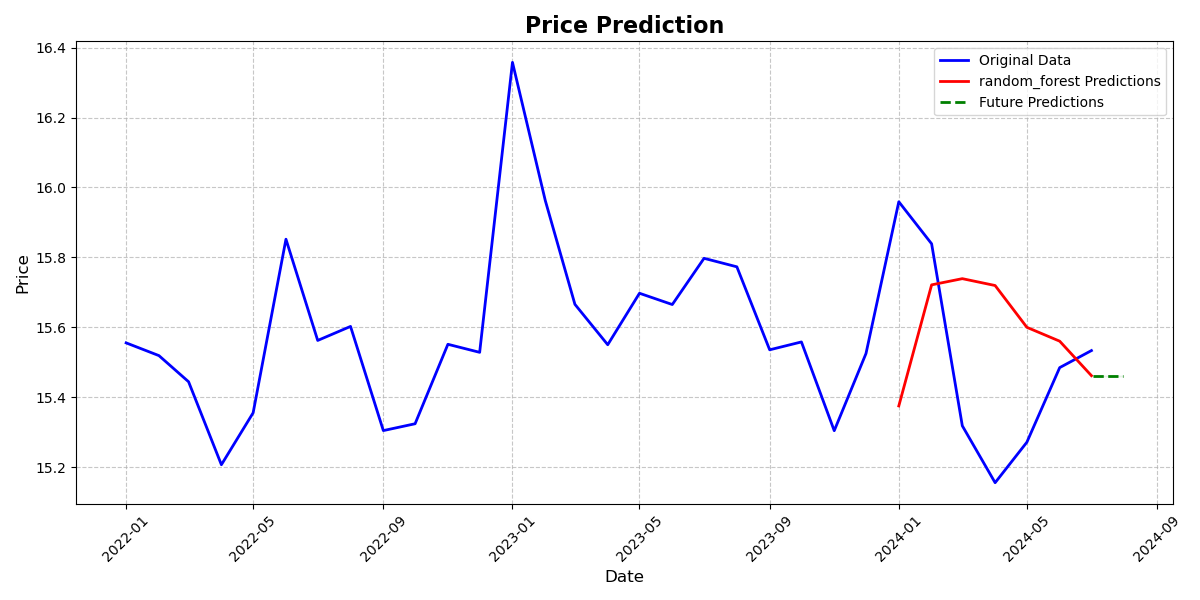 Price Prediction
Original Data
random_forest Predictions
Future Predictions
Price
16.4
16.2
16.0
15.8
15.6
15.4
15.2
2022-01
2022-05
2022-09
2023-01
2023-05
2023-09
2024-01
2024-05
2024-09
Date